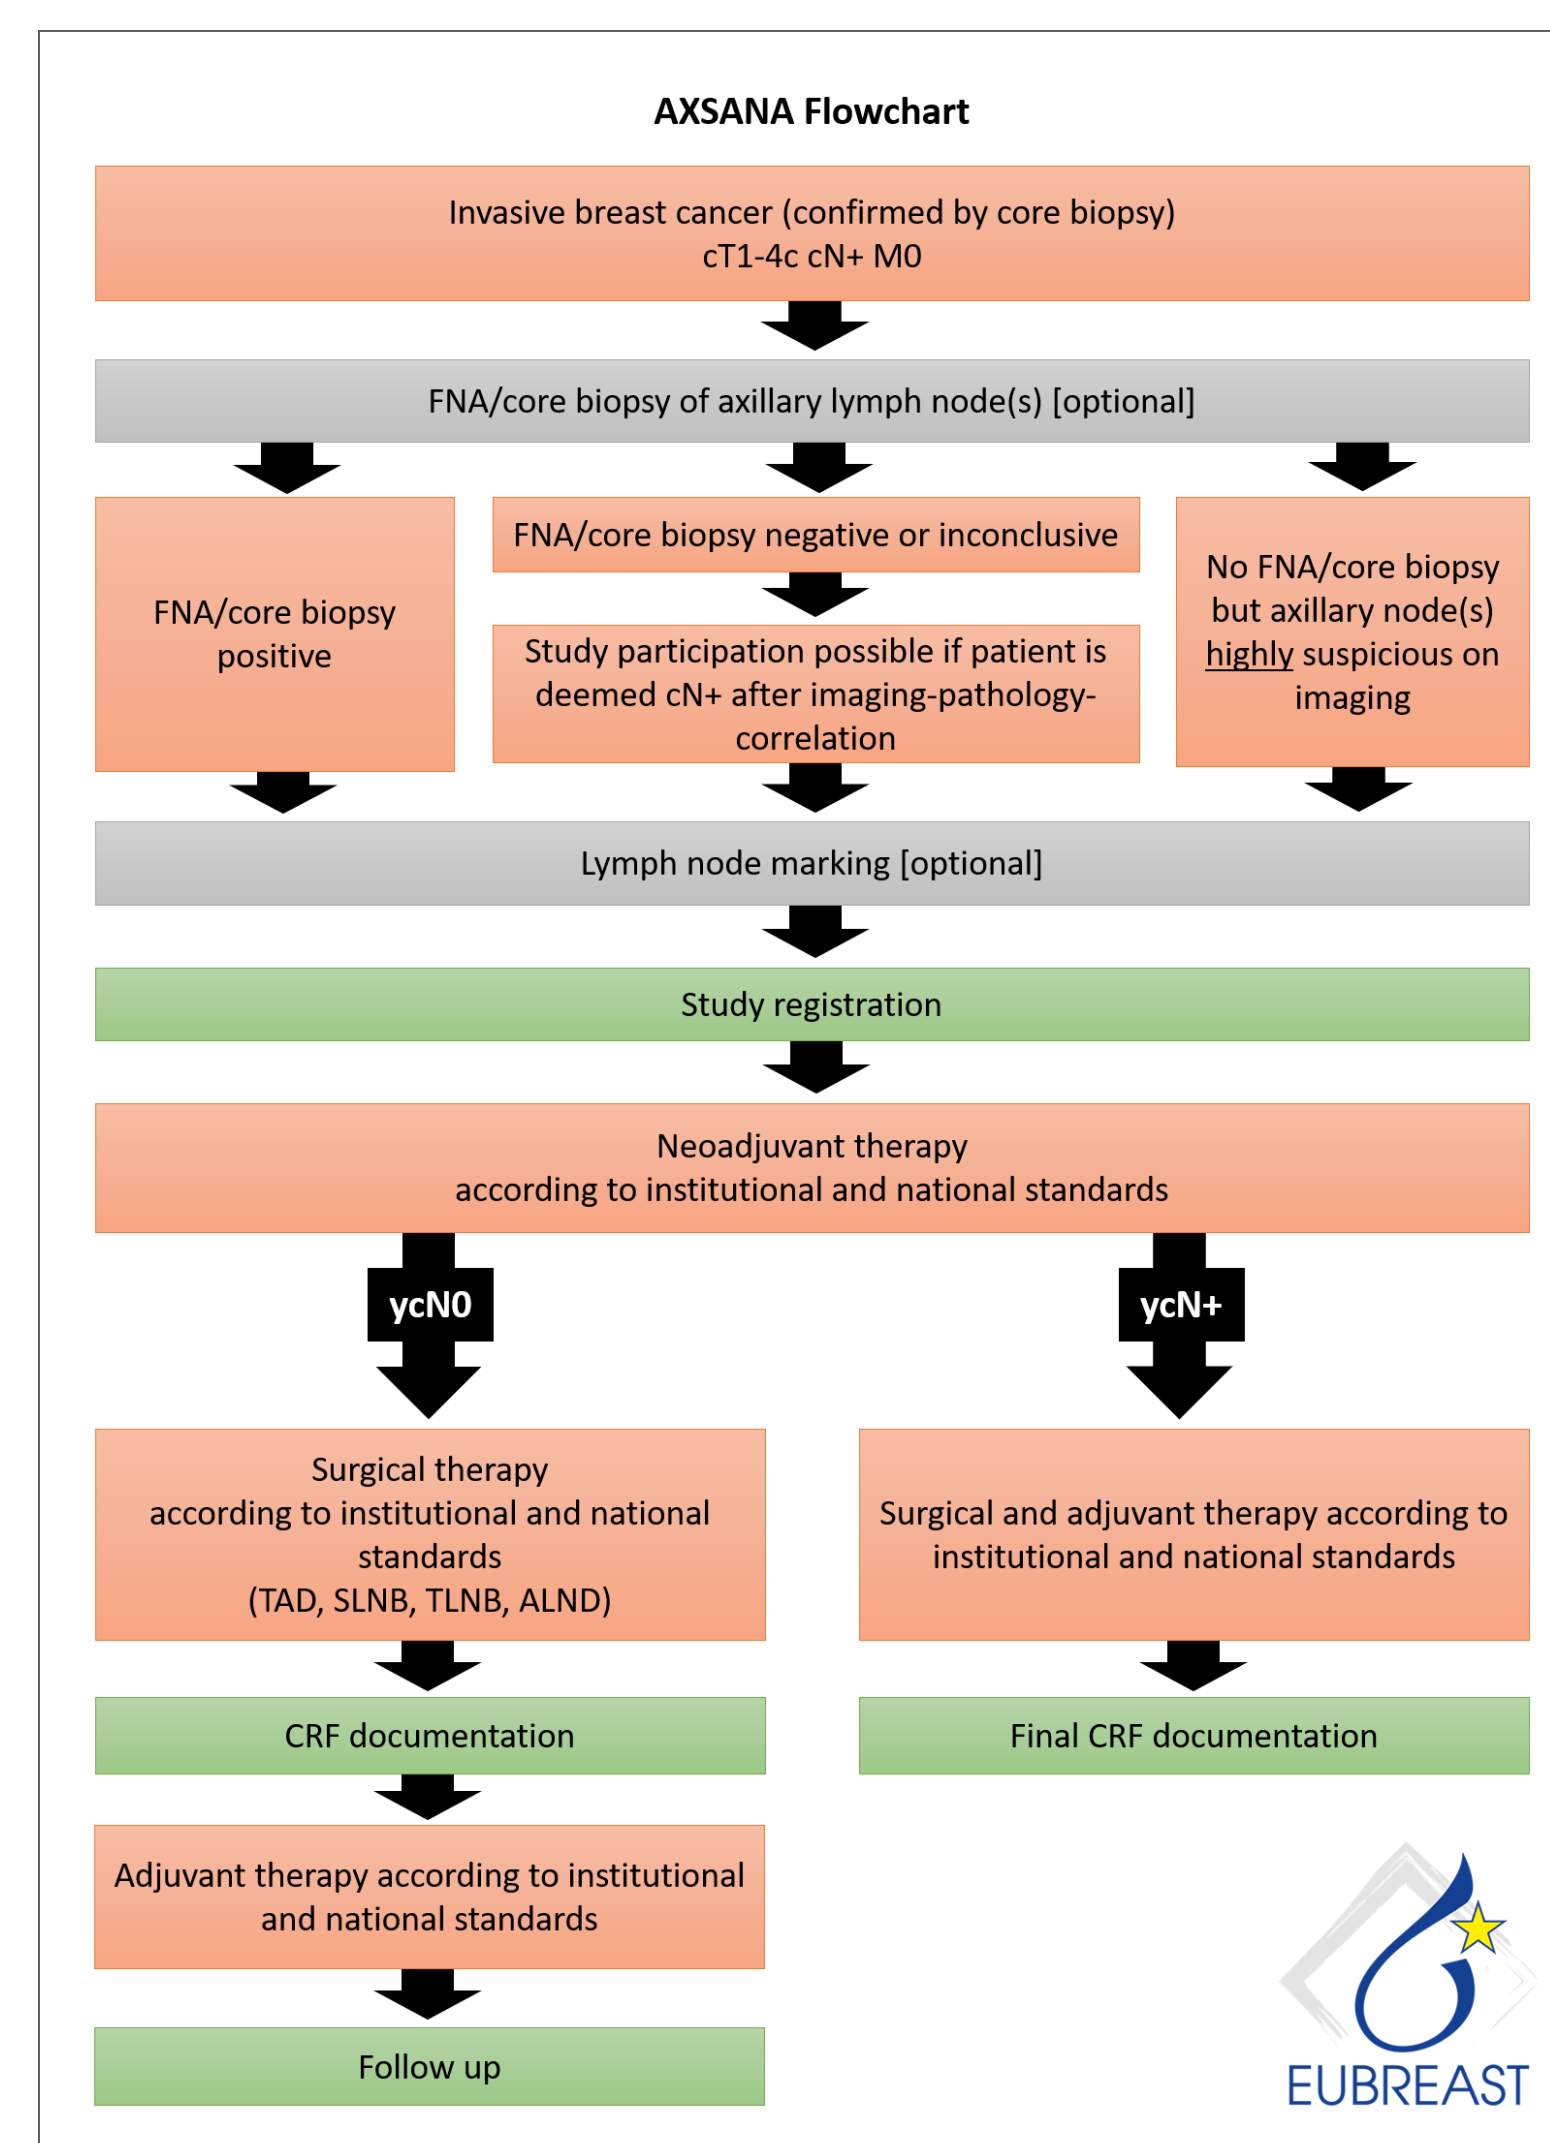 AXSANA Flowchart
Invasive breast cancer (confirmed by core biopsy)
cT1-4c cN+ M0
FNA/core biopsy of axillary lymph node(s) [optional]
FNA/core biopsy
positive
FNA/core biopsy negative or inconclusive
Study participation possible if patient is
deemed cN+ after imaging-pathology-
correlation
No FNA/core biopsy
but axillary node(s)
highly suspicious on
imaging
Lymph node marking [optional]
Study registration
Neoadjuvant therapy
according to institutional and national standards
ycN0
ycN+
Surgical therapy
according to institutional and national
standards
(TAD, SLNB, TLNB, ALND)
Surgical and adjuvant therapy according to
institutional and national standards
CRF documentation
Final CRF documentation
Adjuvant therapy according to institutional
and national standards
Follow up
EUBREAST